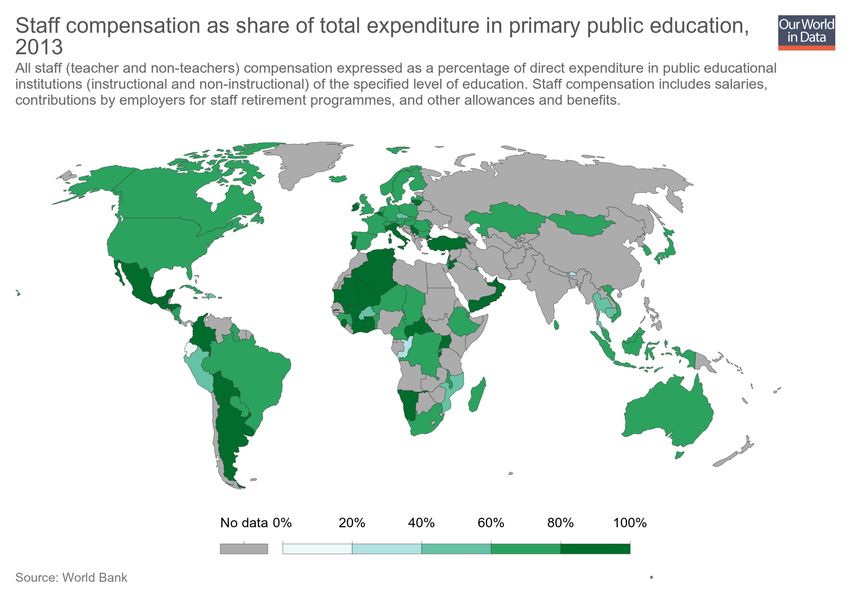 Staff compensation as share of total expenditure in primary public education,
2013
Our World
in Data
All staff (teacher and non-teachers) compensation expressed as a percentage of direct expenditure in public educational
institutions (instructional and non-instructional) of the specified level of education. Staff compensation includes salaries,
contributions by employers for staff retirement programmes, and other allowances and benefits.
No data 0% 20% 40% 60% 80% 100%
Source: World Bank